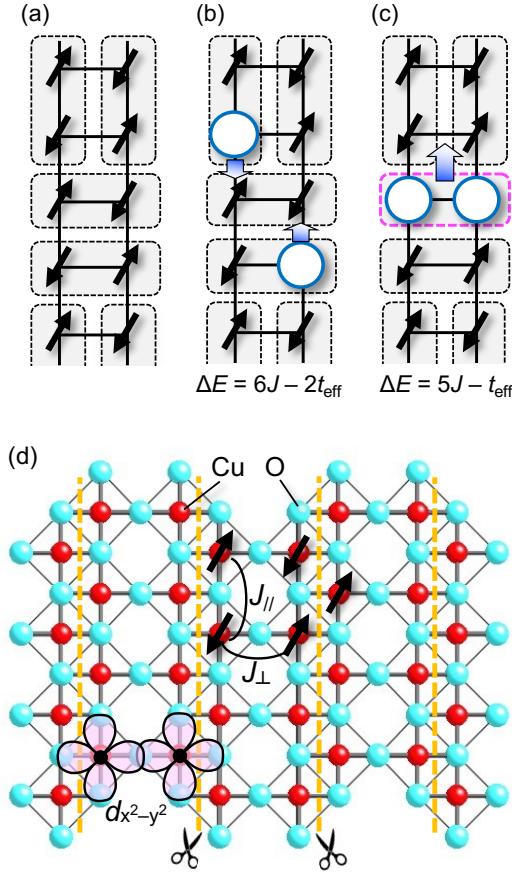 (a)
(b)
(c)
ΔE = 6J – 2teff
ΔE = 5J – teff
(d)
Cu
O
J//
J⊥
dx2–y2